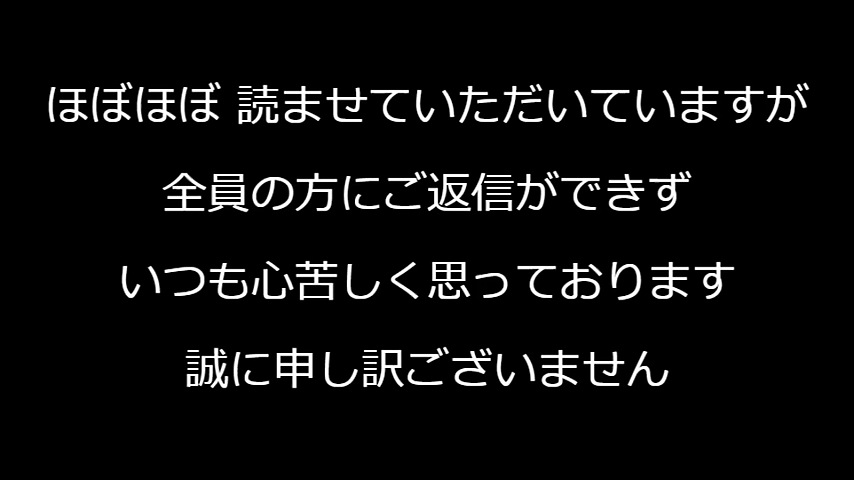 ほぼほぼ 読ませていただいていますが
全員の方にご返信ができず
いつも心苦しく思っております
誠に申し訳ございません